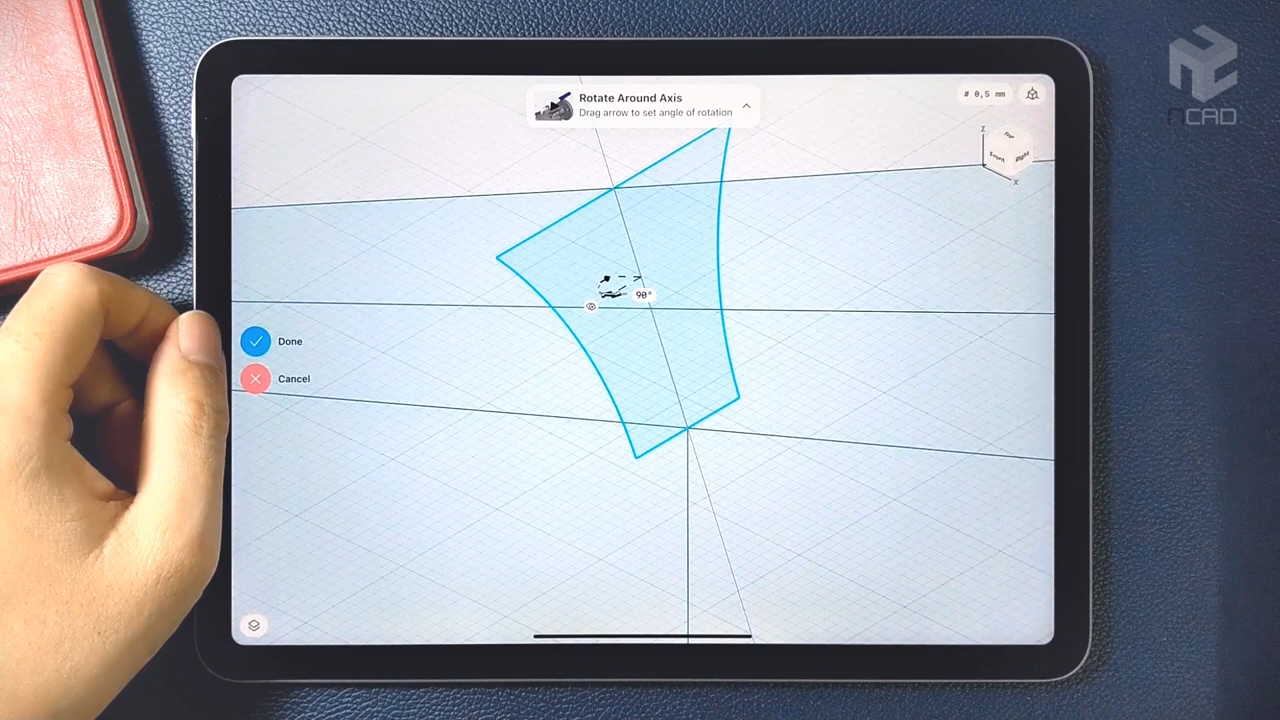 Rotate Around Axis
Drag arrow to set angle of rotation
# 0,5 mm
nCAD
Z
Top
Front
Right
X
90°
Done
Cancel